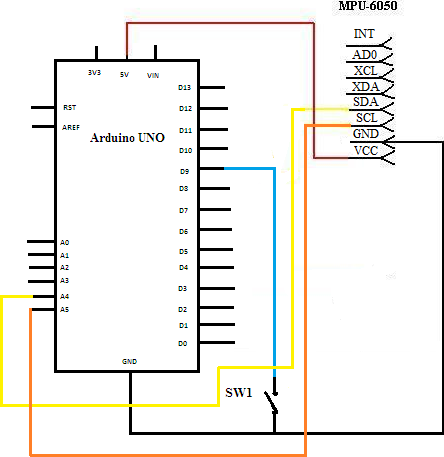 MPU-6050
INT
AD0
XCL
XDA
SDA
SCL
GND
VCC
3V3
5V
VIN
RST
AREF
Arduino UNO
D13
D12
D11
D10
D9
D8
D7
D6
D5
D4
D3
D2
D1
D0
A0
A1
A2
A3
A4
A5
GND
SW1